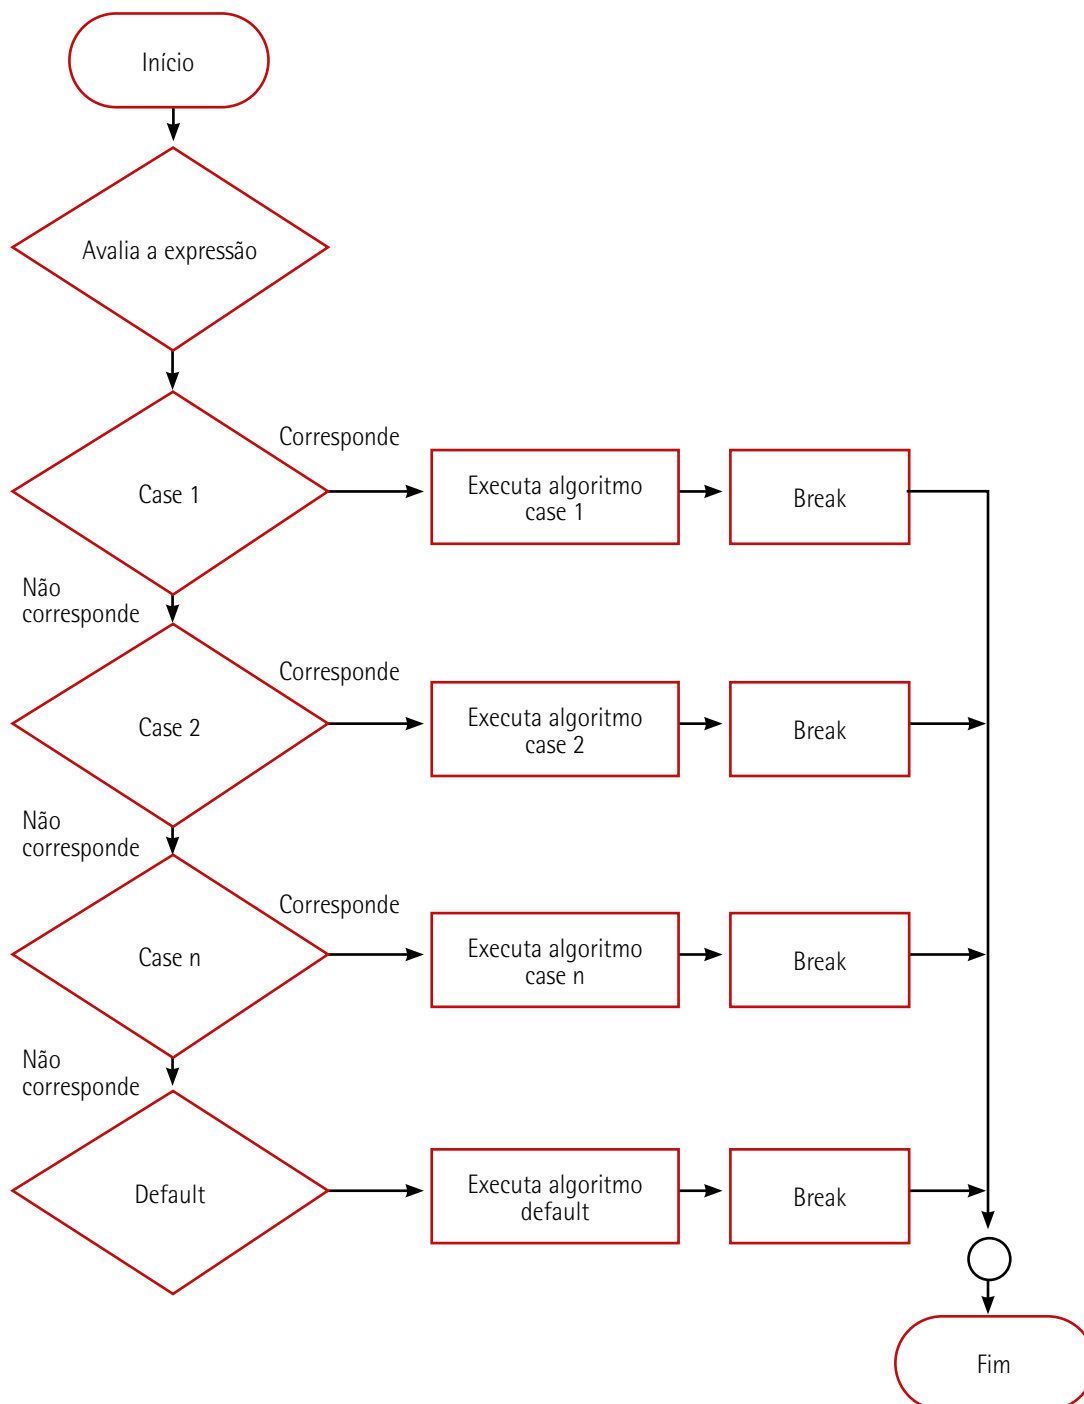 Início
Avalia a expressão
Case 1
Corresponde
Executa algoritmo
case 1
Break
Não
corresponde
Case 2
Corresponde
Executa algoritmo
case 2
Break
Não
corresponde
Case n
Corresponde
Executa algoritmo
case n
Break
Não
corresponde
Default
Executa algoritmo
default
Break
Fim